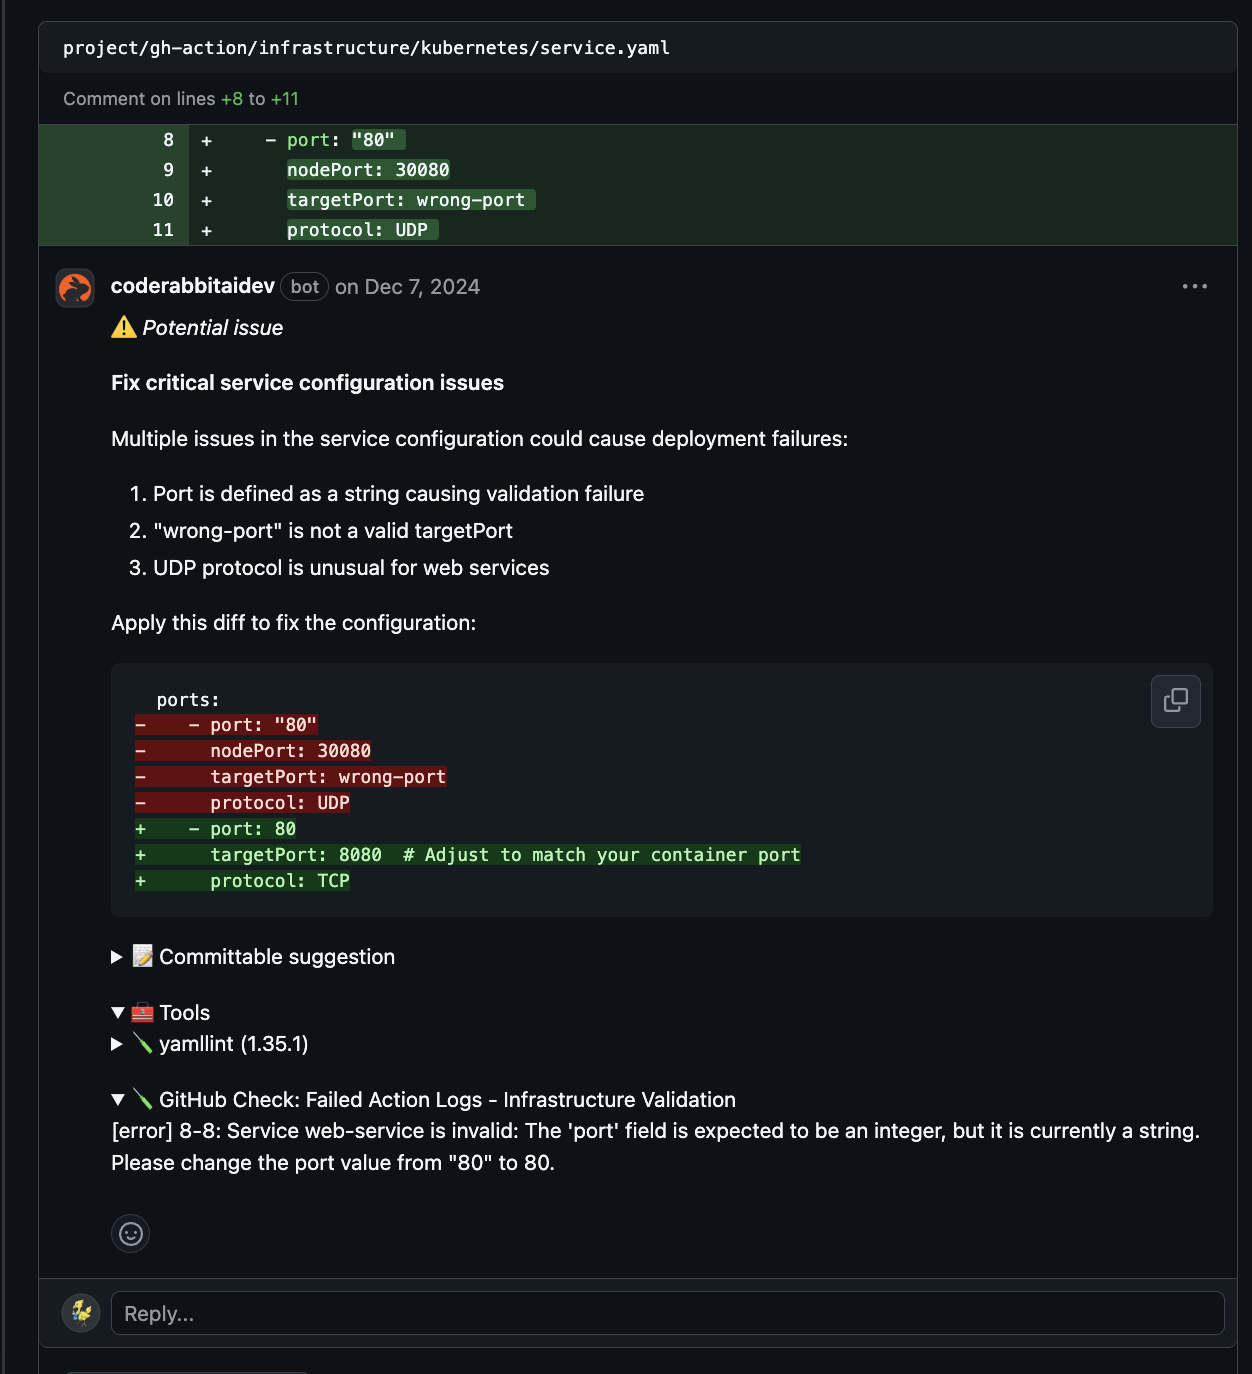 project/gh-action/infrastructure/kubernetes/service.yaml
Comment on lines +8 to +11
8 + - port: "80"
9 + nodePort: 30080
10 + targetPort: wrong-port
11 + protocol: UDP
coderabbitaidev bot on Dec 7, 2024
Potential issue
Fix critical service configuration issues
Multiple issues in the service configuration could cause deployment failures:
1. Port is defined as a string causing validation failure
2. "wrong-port" is not a valid targetPort
3. UDP protocol is unusual for web services
Apply this diff to fix the configuration:
ports:
- - port: "80"
- nodePort: 30080
- targetPort: wrong-port
- protocol: UDP
+ - port: 80
+ targetPort: 8080 # Adjust to match your container port
+ protocol: TCP
Committable suggestion
Tools
yamllint (1.35.1)
GitHub Check: Failed Action Logs - Infrastructure Validation
[error] 8-8: Service web-service is invalid: The 'port' field is expected to be an integer, but it is currently a string.
Please change the port value from "80" to 80.
Reply...